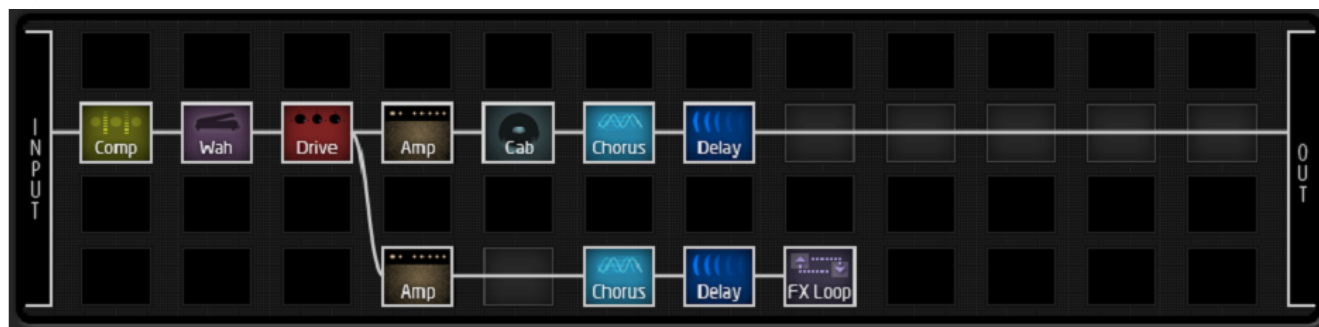 INPUT
Comp Wah Drive Amp Cab Chorus Delay
OUT
Amp Chorus Delay FX Loop